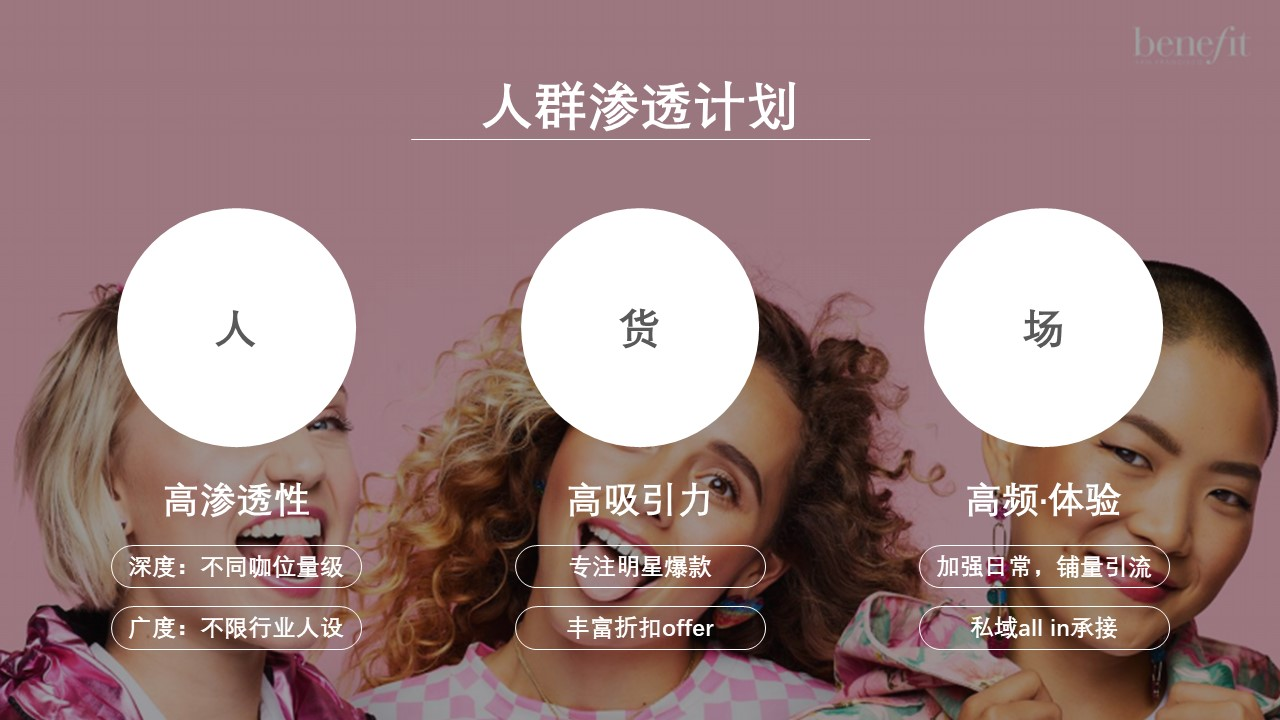 benefit
人群渗透计划
人
货
场
高渗透性
高吸引力
高频·体验
深度：不同咖位量级
专注明星爆款
加强日常，铺量引流
广度：不限行业人设
丰富折扣offer
私域all in承接